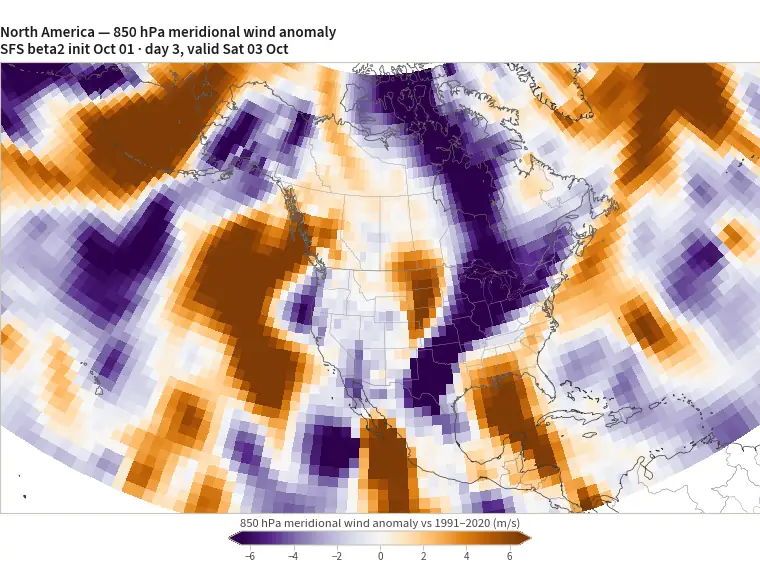 North America — 850 hPa meridional wind anomaly
SFS beta2 init Oct 01 · day 3, valid Sat 03 Oct
850 hPa meridional wind anomaly vs 1991–2020 (m/s)
−6 −4 −2 0 2 4 6